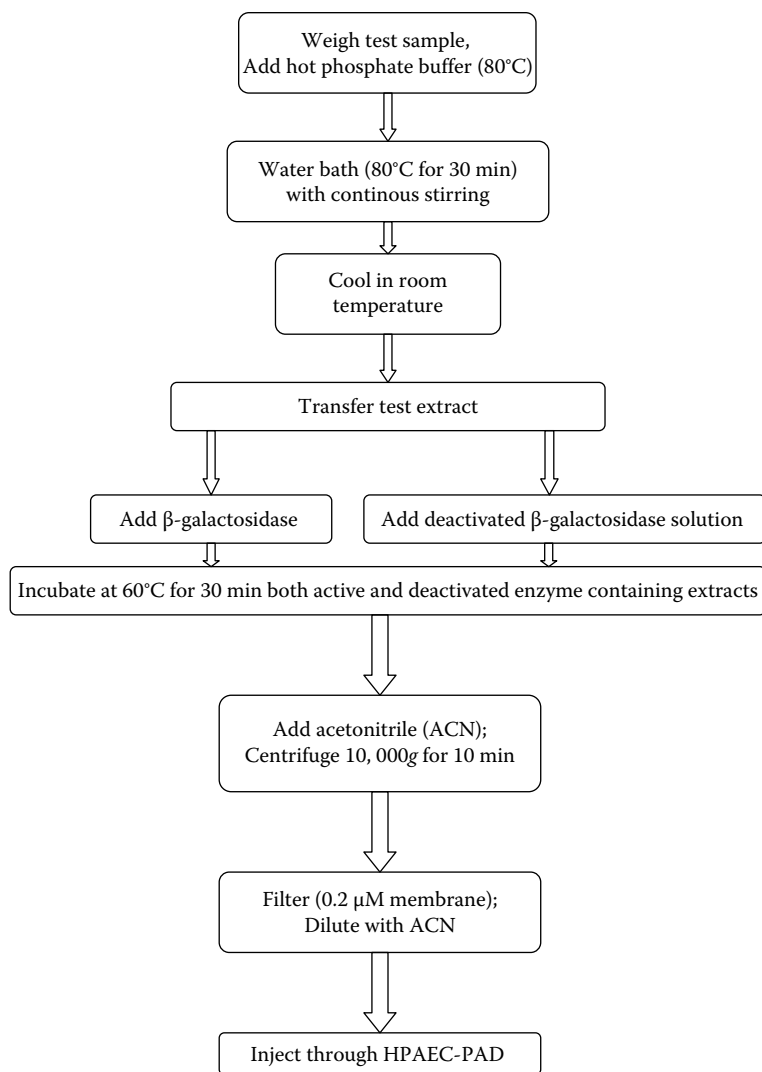 Weigh test sample,
Add hot phosphate buffer (80°C)
Water bath (80°C for 30 min)
with continous stirring
Cool in room
temperature
Transfer test extract
Add β-galactosidase
Add deactivated β-galactosidase solution
Incubate at 60°C for 30 min both active and deactivated enzyme containing extracts
Add acetonitrile (ACN);
Centrifuge 10, 000g for 10 min
Filter (0.2 µM membrane);
Dilute with ACN
Inject through HPAEC-PAD